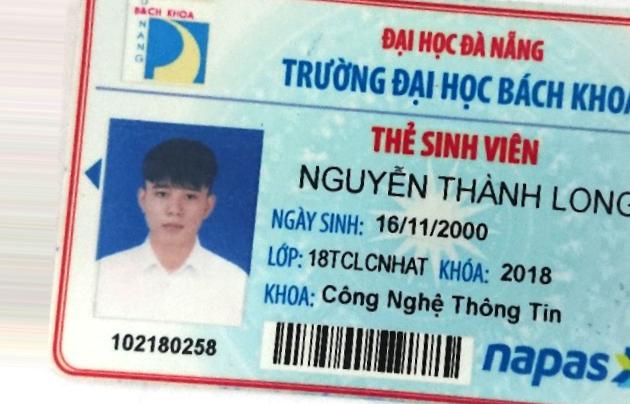 BÁCH KHOA
ĐẠI HỌC ĐÀ NẴNG
TRƯỜNG ĐẠI HỌC BÁCH KHOA
THẺ SINH VIÊN
NGUYỄN THÀNH LONG
NGÀY SINH: 16/11/2000
LỚP: 18TCLCNHAT KHÓA: 2018
KHOA: Công Nghệ Thông Tin
102180258
napas